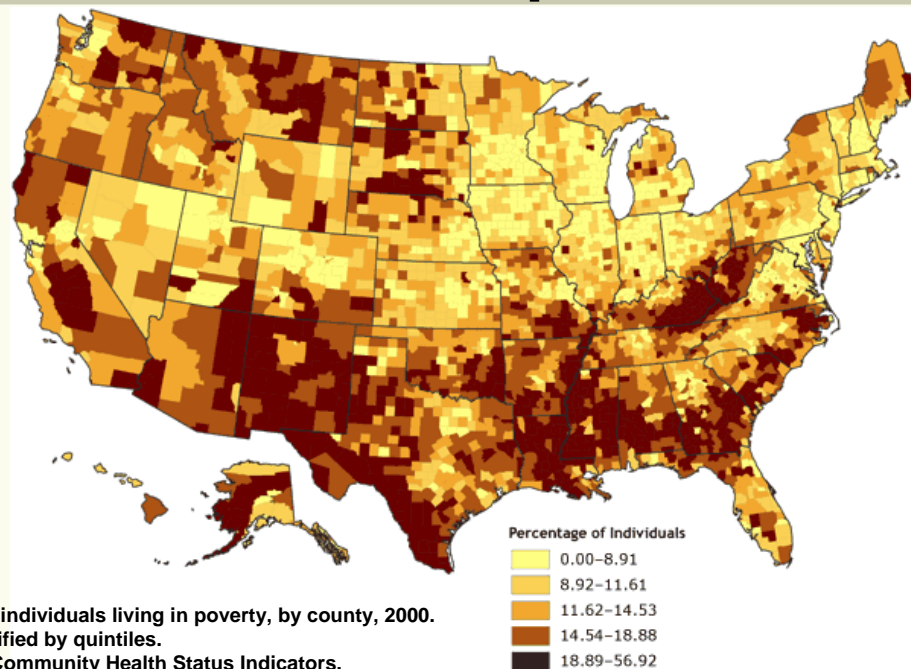 Percentage of Individuals
0.00–8.91
8.92–11.61
11.62–14.53
14.54–18.88
18.89–56.92
individuals living in poverty, by county, 2000.
ified by quintiles.
Community Health Status Indicators.